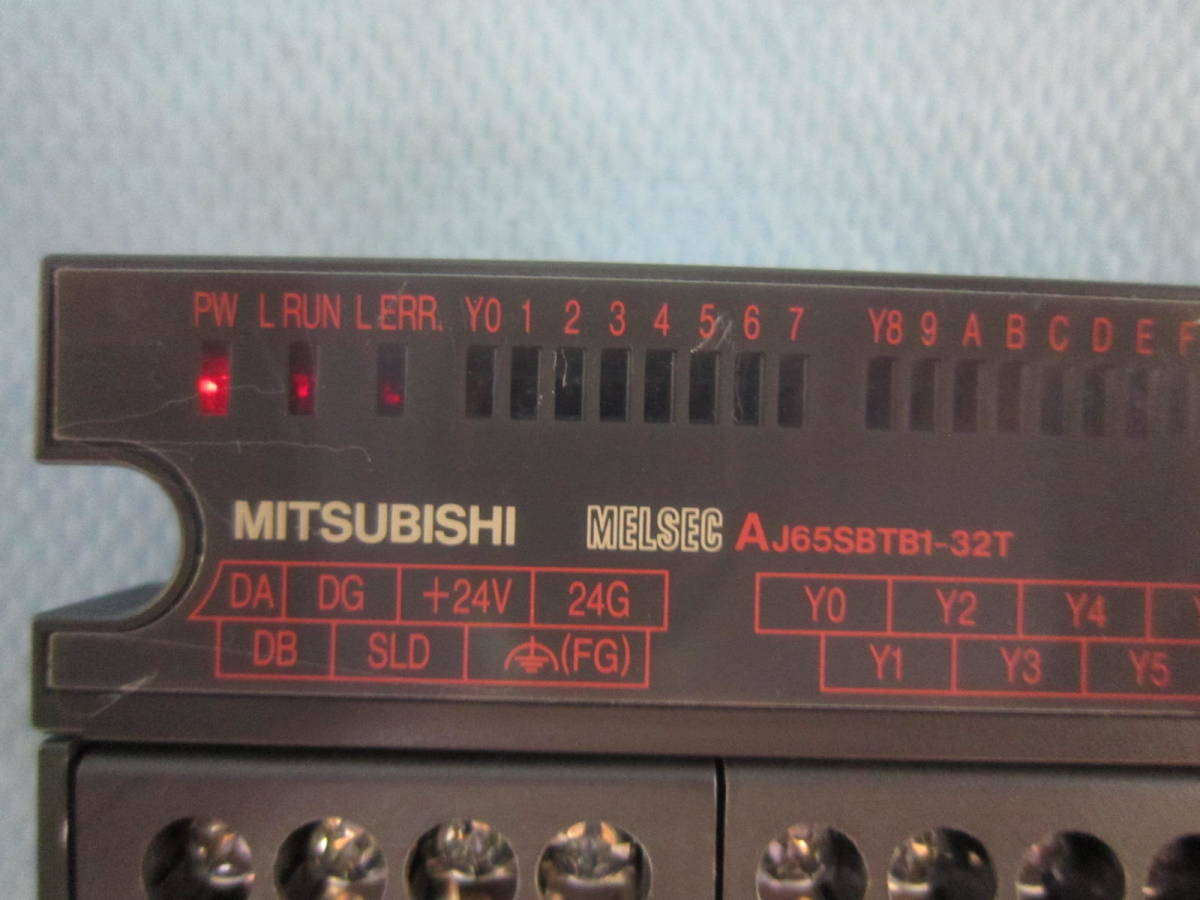 PW L RUN L ERR. Y0 1 2 3 4 5 6 7 Y8 9 A B C D E F
MITSUBISHI MELSEC AJ65SBTB1-32T
DA DG +24V 24G Y0 Y2 Y4
DB SLD (FG) Y1 Y3 Y5